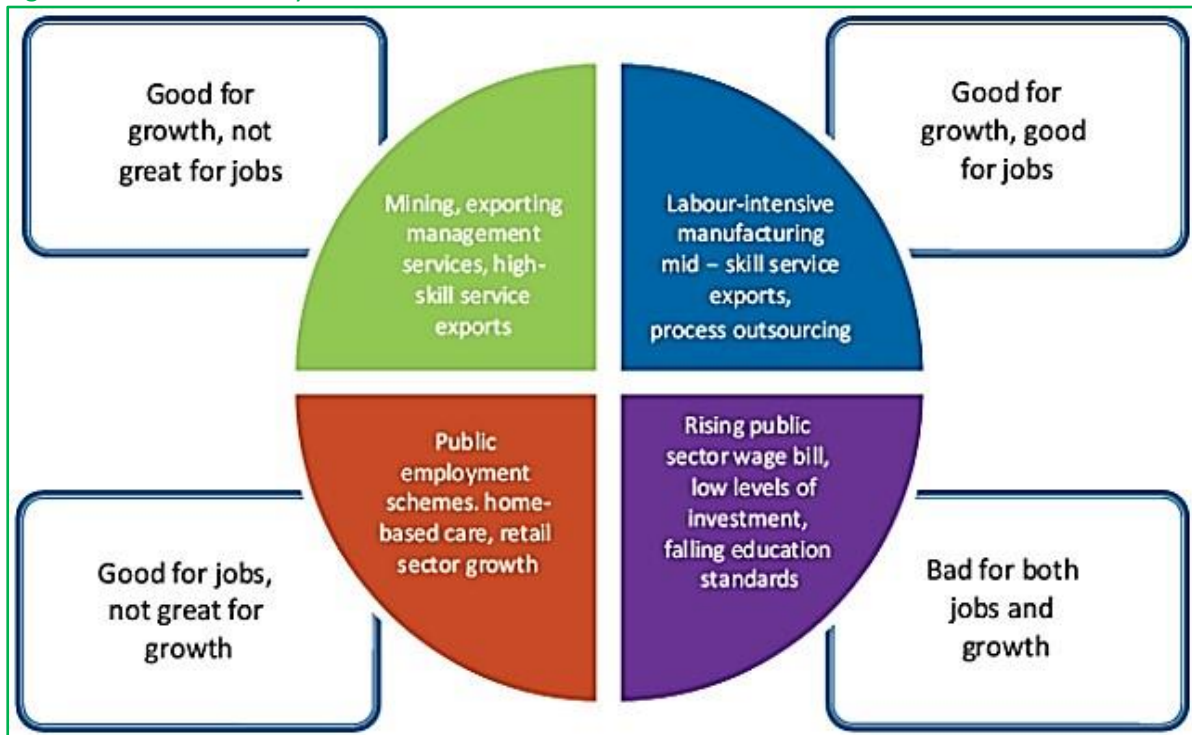 Good for
growth, not
great for jobs
Good for
growth, good
for jobs
Mining, exporting
management
services, high-
skill service
exports
Labour-intensive
manufacturing
mid – skill service
exports,
process outsourcing
Public
employment
schemes. home-
based care, retail
sector growth
Rising public
sector wage bill,
low levels of
investment,
falling education
standards
Good for jobs,
not great for
growth
Bad for both
jobs and
growth